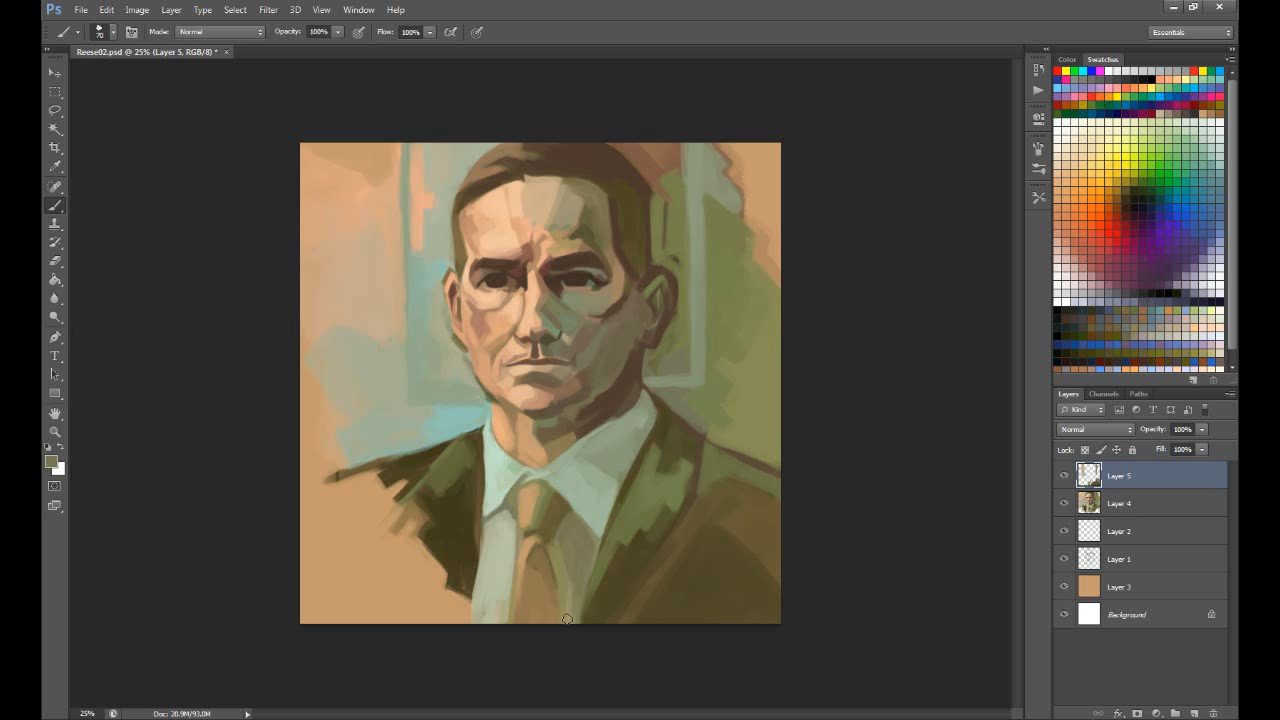 Ps File Edit Image Layer Type Select Filter 3D View Window Help
70 Mode: Normal Opacity: 100% Flow: 100% Essentials
Reese02.psd @ 25% (Layer 5, RGB/8) * ×
Color Swatches
Layers Channels Paths
Kind
Normal Opacity: 100%
Lock: Fill: 100%
Layer 5
Layer 4
Layer 2
Layer 1
Layer 3
Background
25% Doc: 20.9M/93.0M